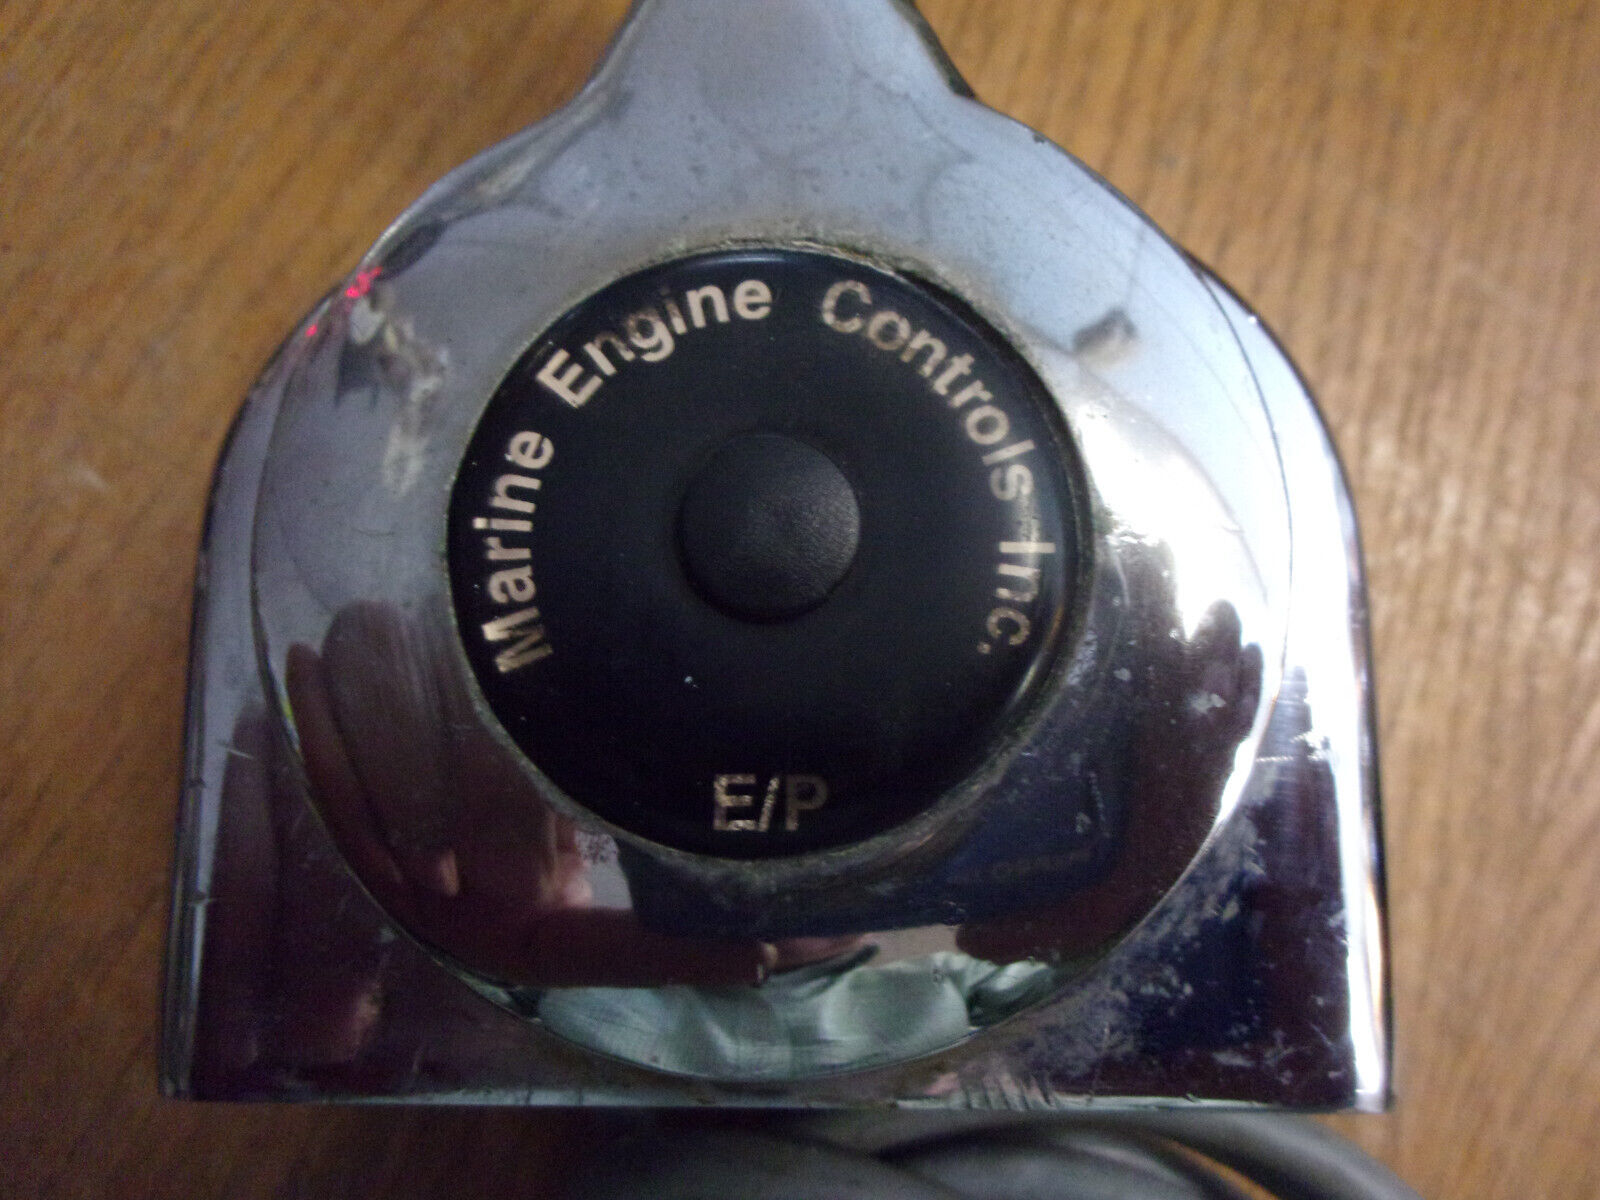 Marine Engine Controls Inc.
E/P